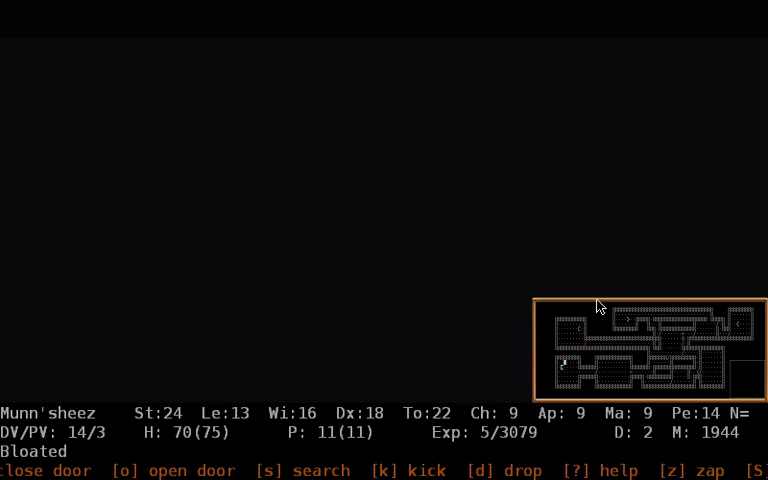 Munn'sheez St:24 Le:13 Wi:16 Dx:18 To:22 Ch: 9 Ap: 9 Ma: 9 Pe:14 N=
DV/PV: 14/3 H: 70(75) P: 11(11) Exp: 5/3079 D: 2 M: 1944
Bloated
close door [o] open door [s] search [k] kick [d] drop [?] help [z] zap [S]